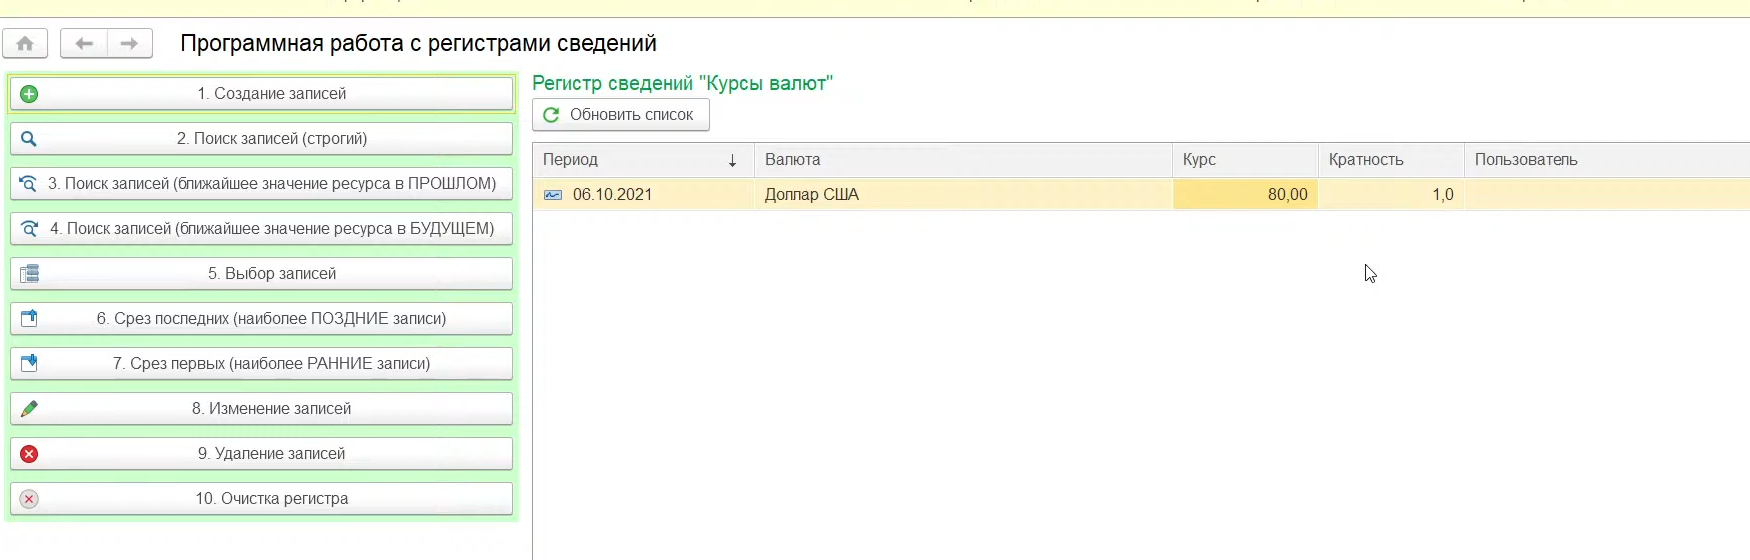 Программная работа с регистрами сведений
1. Создание записей
2. Поиск записей (строгий)
3. Поиск записей (ближайшее значение ресурса в ПРОШЛОМ)
4. Поиск записей (ближайшее значение ресурса в БУДУЩЕМ)
5. Выбор записей
6. Срез последних (наиболее ПОЗДНИЕ записи)
7. Срез первых (наиболее РАННИЕ записи)
8. Изменение записей
9. Удаление записей
10. Очистка регистра
Регистр сведений "Курсы валют"
Обновить список
Период ↓ Валюта Курс Кратность Пользователь
06.10.2021 Доллар США 80,00 1,0